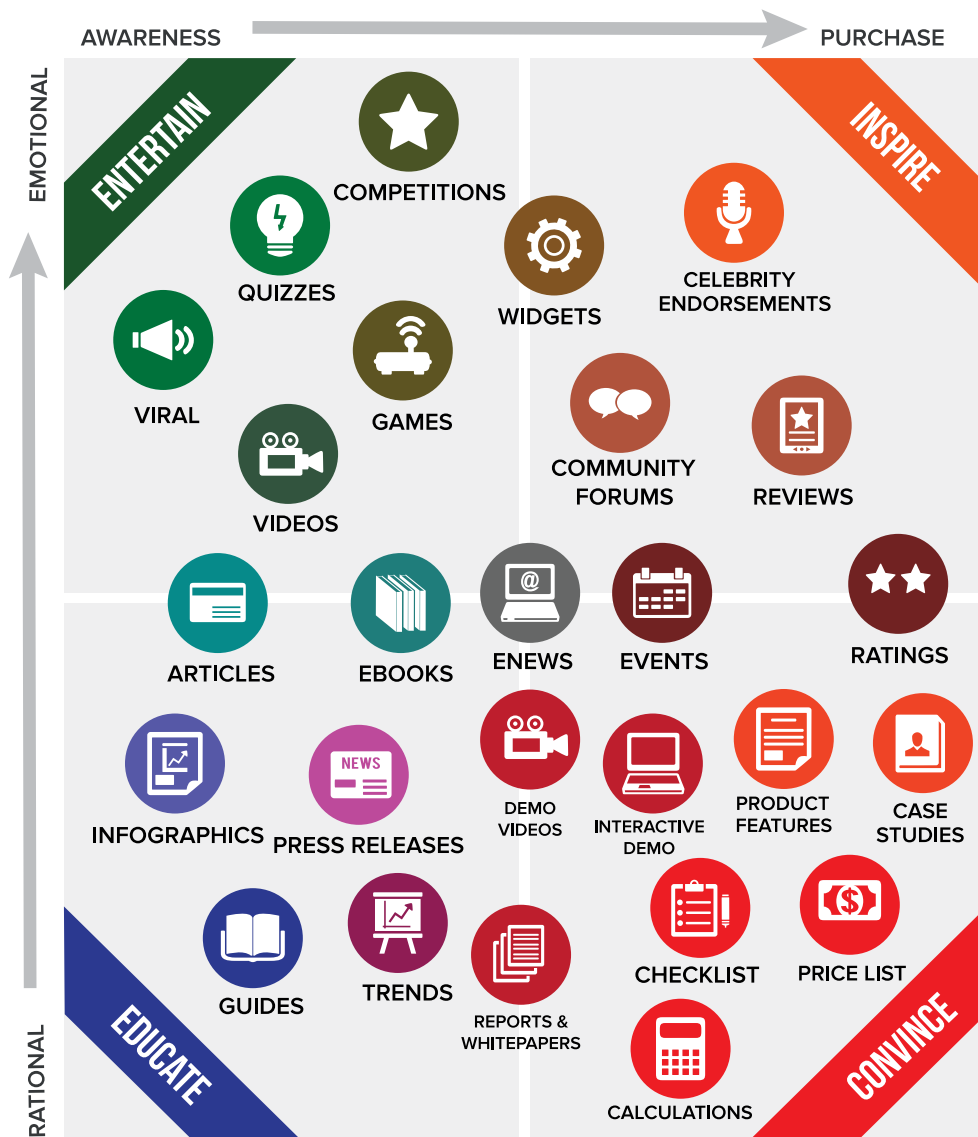 AWARENESS
PURCHASE
EMOTIONAL
ENTERTAIN
INSPIRE
COMPETITIONS
QUIZZES
WIDGETS
CELEBRITY
ENDORSEMENTS
VIRAL
GAMES
VIDEOS
COMMUNITY
FORUMS
REVIEWS
ARTICLES
EBOOKS
@
ENEWS
EVENTS
RATINGS
INFOGRAPHICS
NEWS
PRESS RELEASES
DEMO
VIDEOS
INTERACTIVE
DEMO
PRODUCT
FEATURES
CASE
STUDIES
GUIDES
TRENDS
REPORTS &
WHITEPAPERS
CHECKLIST
$
PRICE LIST
CALCULATIONS
EDUCATE
CONVINCE
RATIONAL